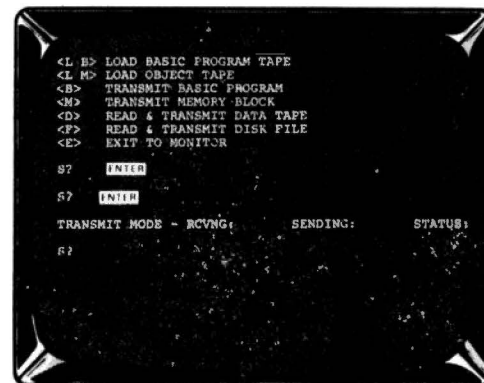 <L B> LOAD BASIC PROGRAM TAPE
<L M> LOAD OBJECT TAPE
<B> TRANSMIT BASIC PROGRAM
<M> TRANSMIT MEMORY BLOCK
<D> READ & TRANSMIT DATA TAPE
<F> READ & TRANSMIT DISK FILE
<E> EXIT TO MONITOR
S? ENTER
S? ENTER
TRANSMIT MODE - RCVNG: SENDING: STATUS:
S?